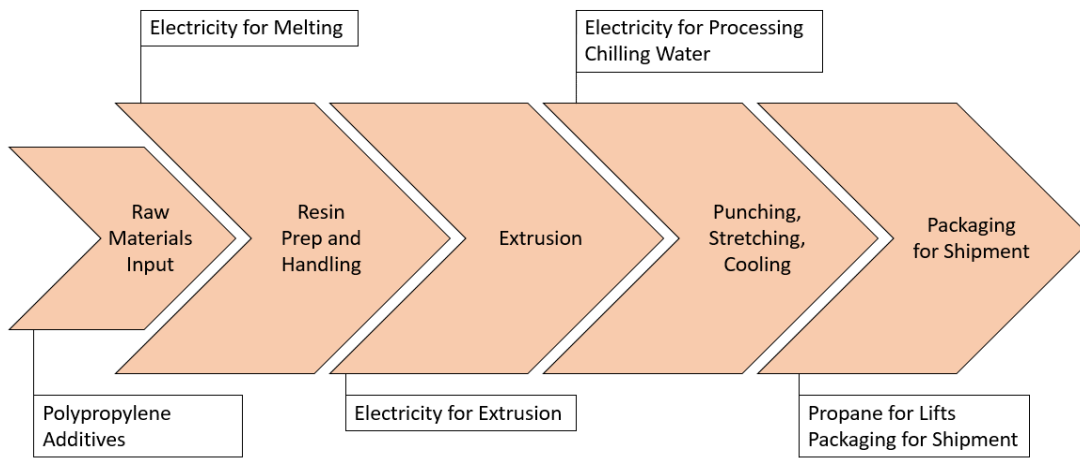 Electricity for Melting
Electricity for Processing
Chilling Water
Raw
Materials
Input
Resin
Prep and
Handling
Extrusion
Punching,
Stretching,
Cooling
Packaging
for Shipment
Polypropylene
Additives
Electricity for Extrusion
Propane for Lifts
Packaging for Shipment